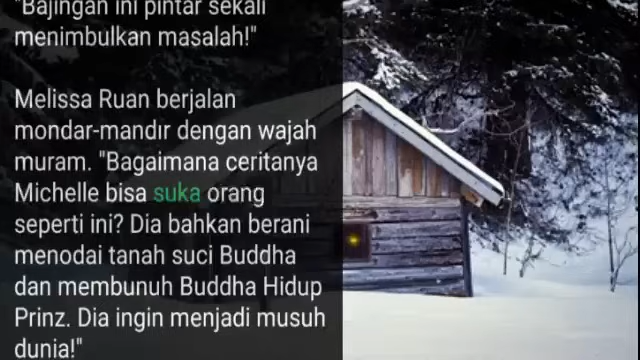 "Bajingan ini pintar sekali
menimbulkan masalah!"
Melissa Ruan berjalan
mondar-mandir dengan wajah
muram. "Bagaimana ceritanya
Michelle bisa suka orang
seperti ini? Dia bahkan berani
menodai tanah suci Buddha
dan membunuh Buddha Hidup
Prinz. Dia ingin menjadi musuh
dunia!"